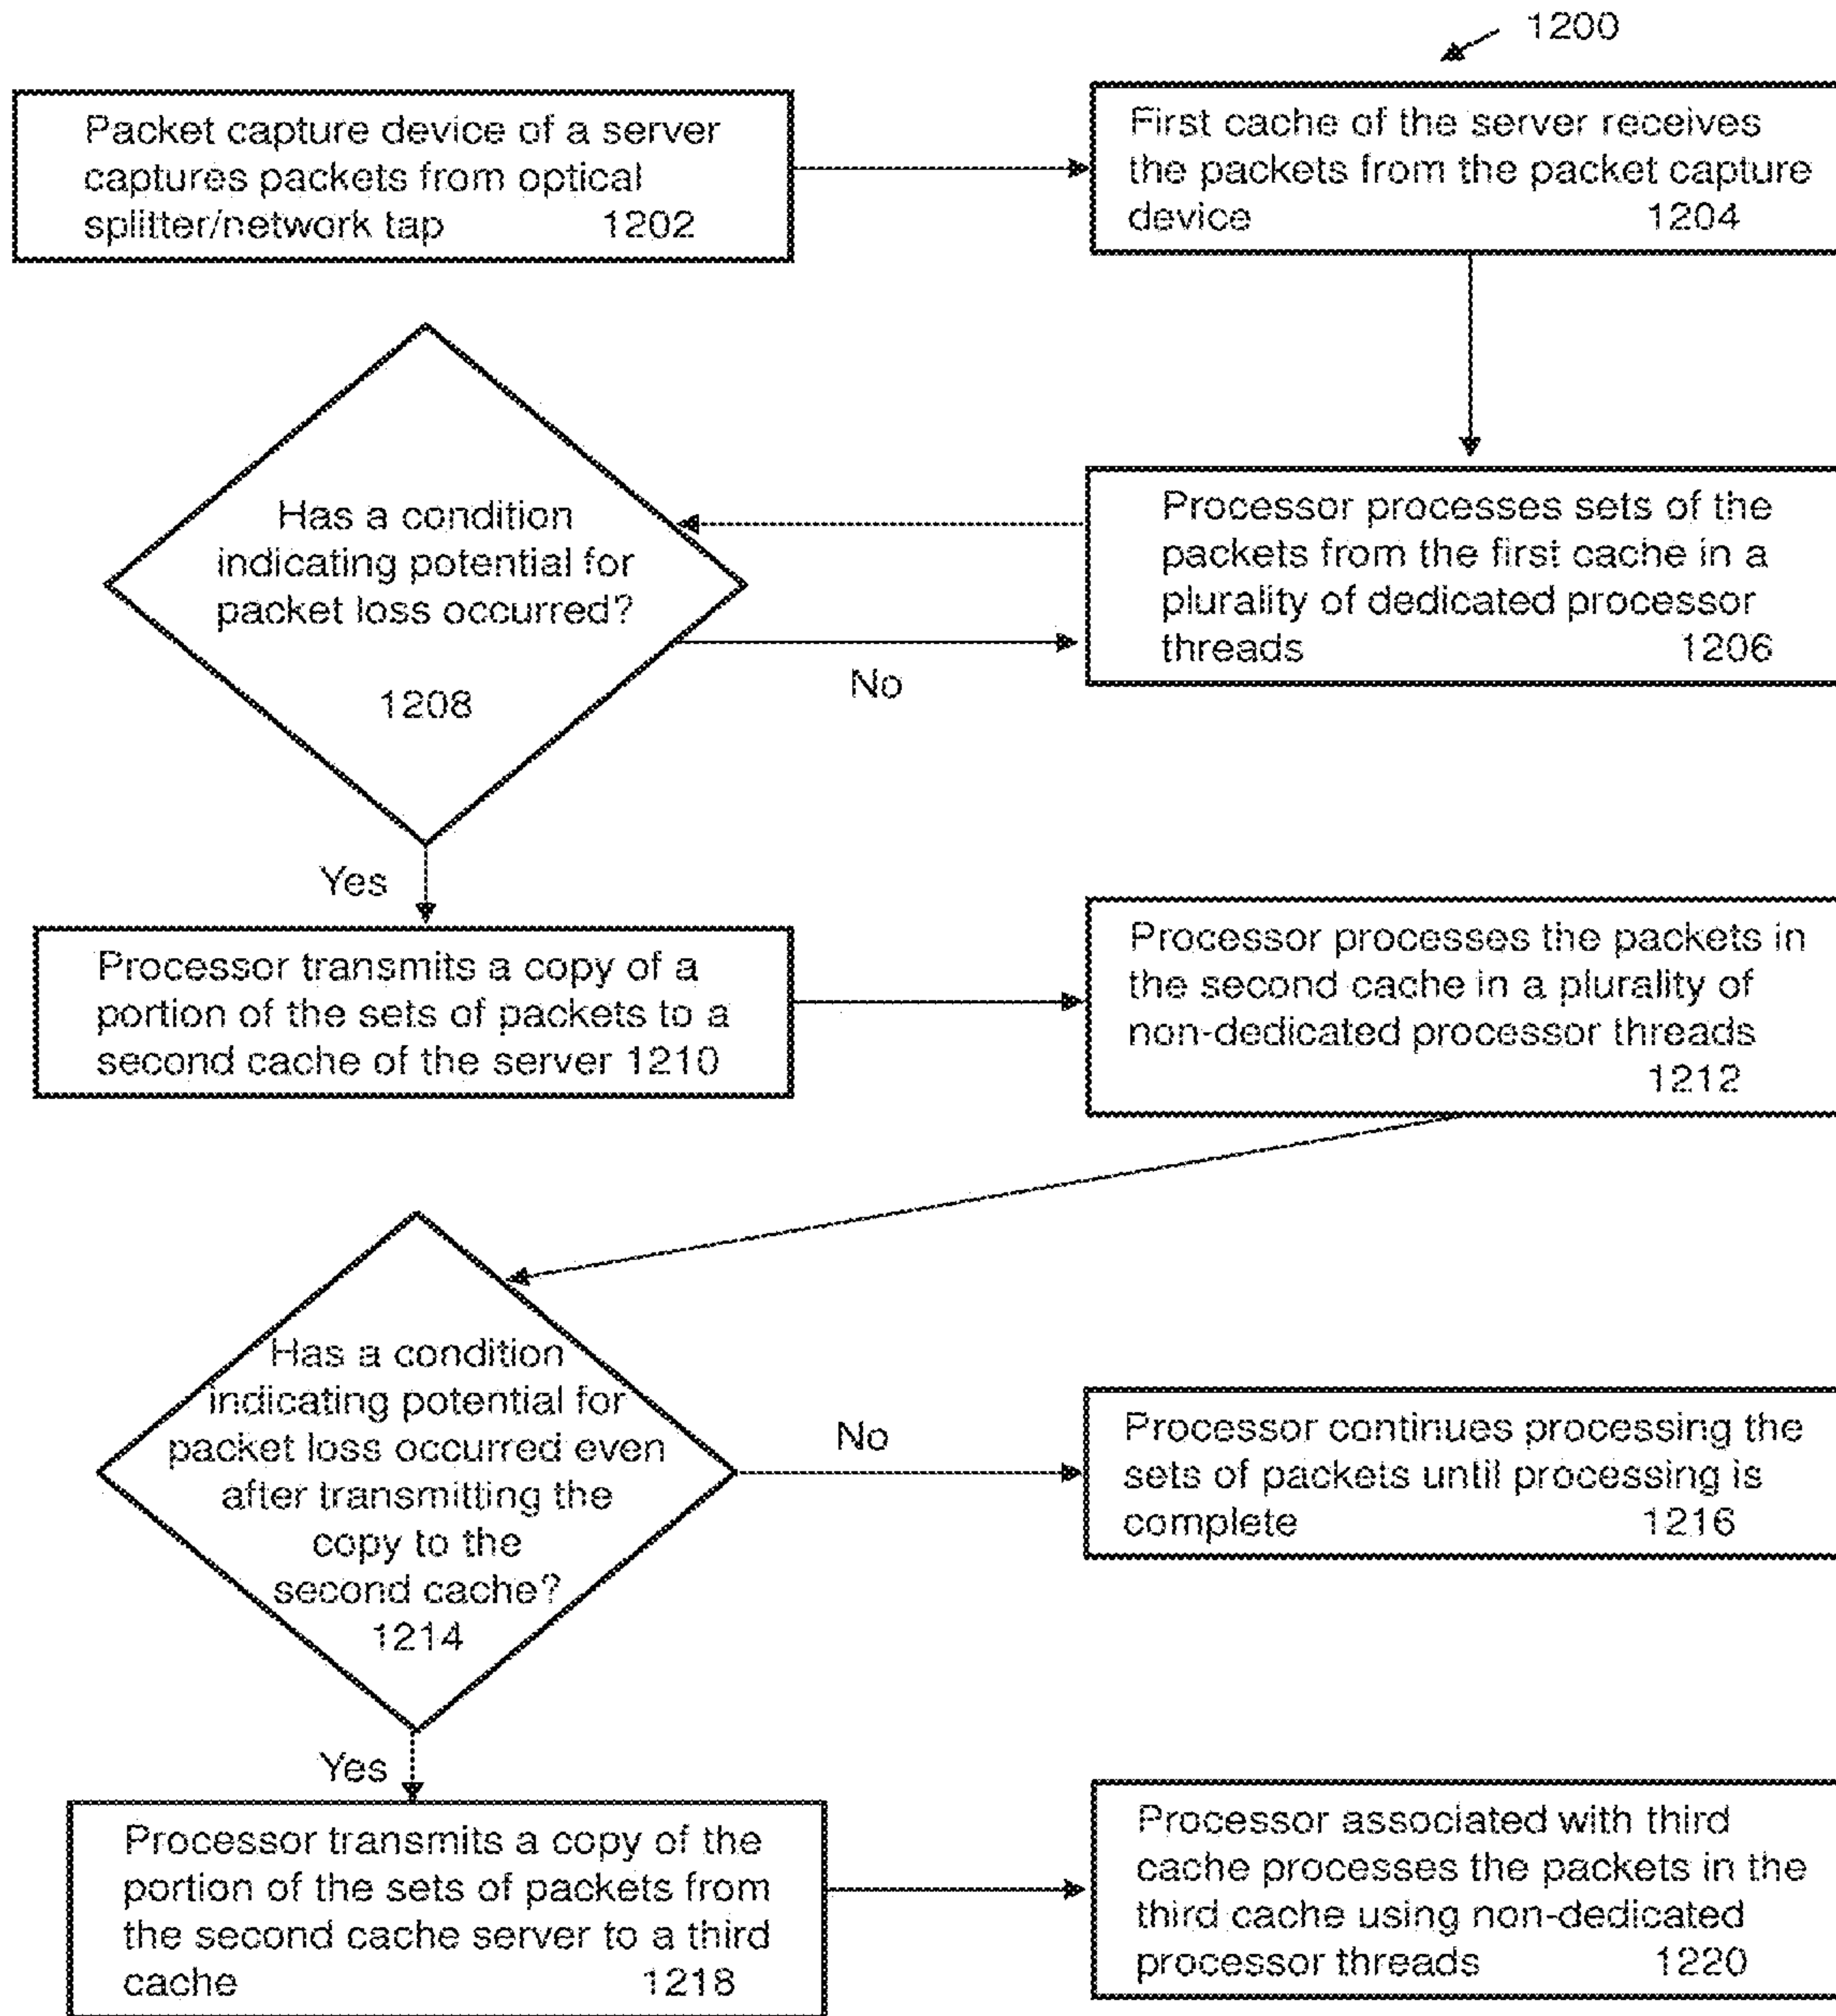 1200
Packet capture device of a server
captures packets from optical
splitter/network tap 1202
First cache of the server receives
the packets from the packet capture
device 1204
Has a condition
indicating potential for
packet loss occurred?
1208
Processor processes sets of the
packets from the first cache in a
plurality of dedicated processor
threads 1206
No
Yes
Processor transmits a copy of a
portion of the sets of packets to a
second cache of the server 1210
Processor processes the packets in
the second cache in a plurality of
non-dedicated processor threads
1212
Has a condition
indicating potential for
packet loss occurred even
after transmitting the
copy to the
second cache?
1214
No
Processor continues processing the
sets of packets until processing is
complete 1216
Yes
Processor transmits a copy of the
portion of the sets of packets from
the second cache server to a third
cache 1218
Processor associated with third
cache processes the packets in the
third cache using non-dedicated
processor threads 1220